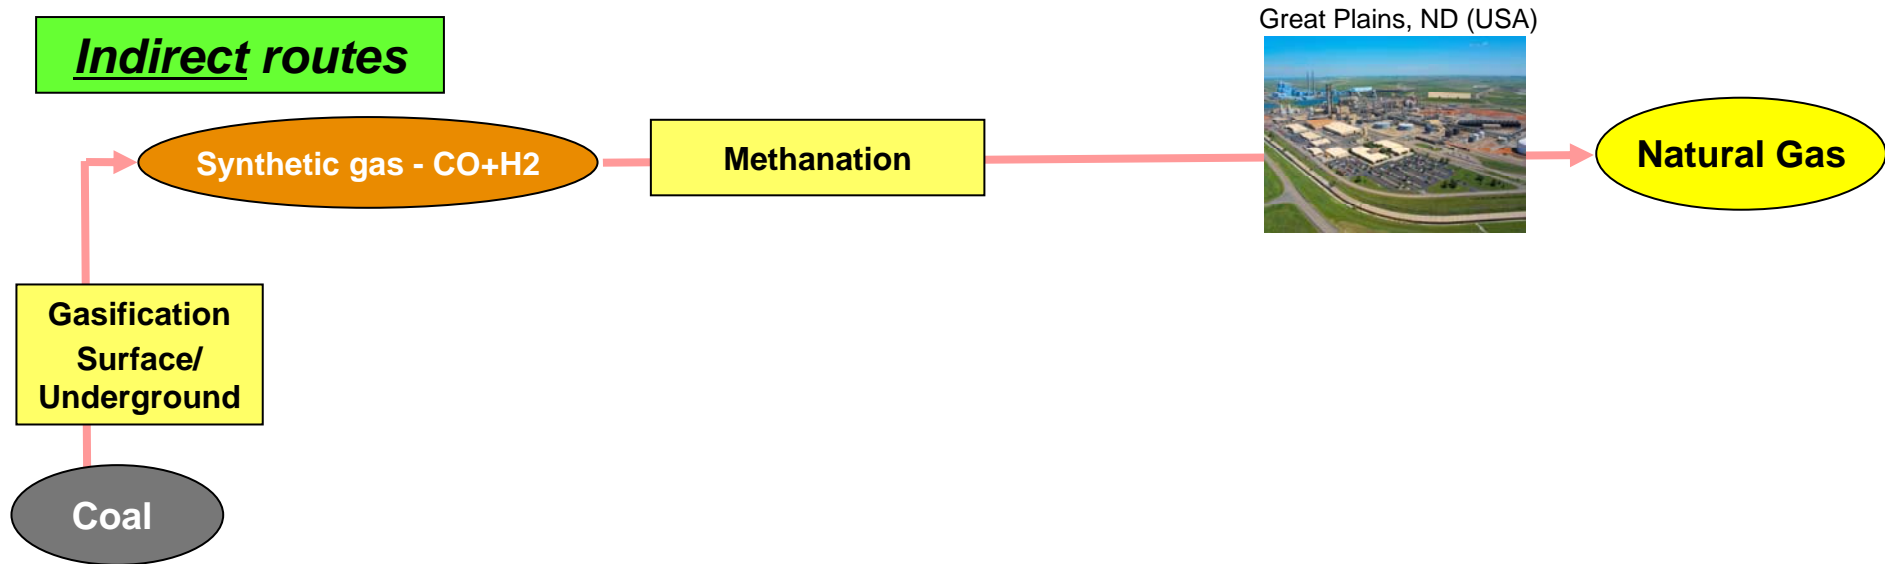 Great Plains, ND (USA)
Indirect routes
Synthetic gas - CO+H2
Methanation
Natural Gas
Gasification
Surface/
Underground
Coal